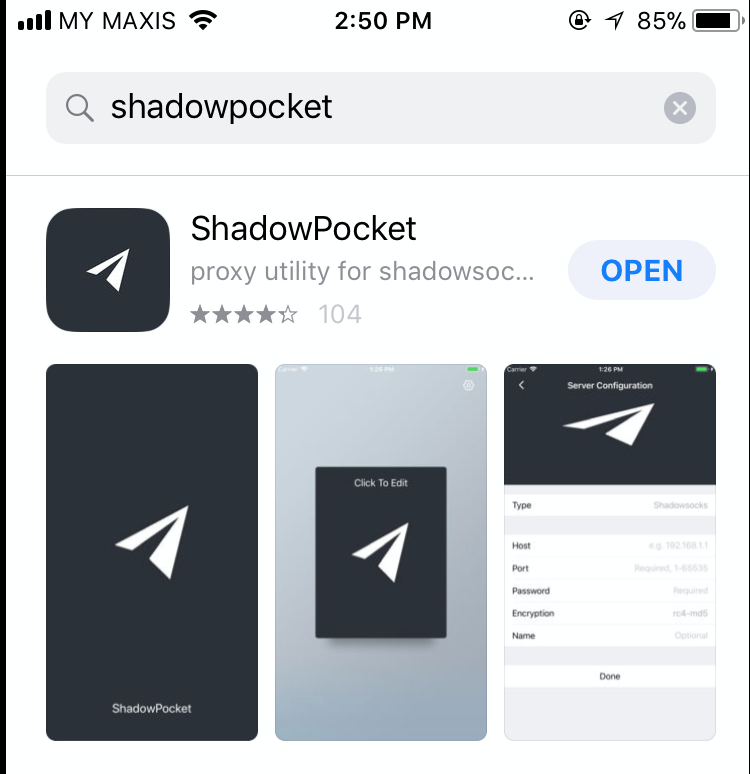 MY MAXIS 2:50 PM 85%
shadowpocket
ShadowPocket
proxy utility for shadowsoc...
OPEN
104
ShadowPocket
Carrier 1:25 PM
Click To Edit
Carrier 1:26 PM
Server Configuration
Type Shadowsocks
Host e.g. 192.168.1.1
Port Required, 1-65535
Password Required
Encryption rc4-md5
Name Optional
Done